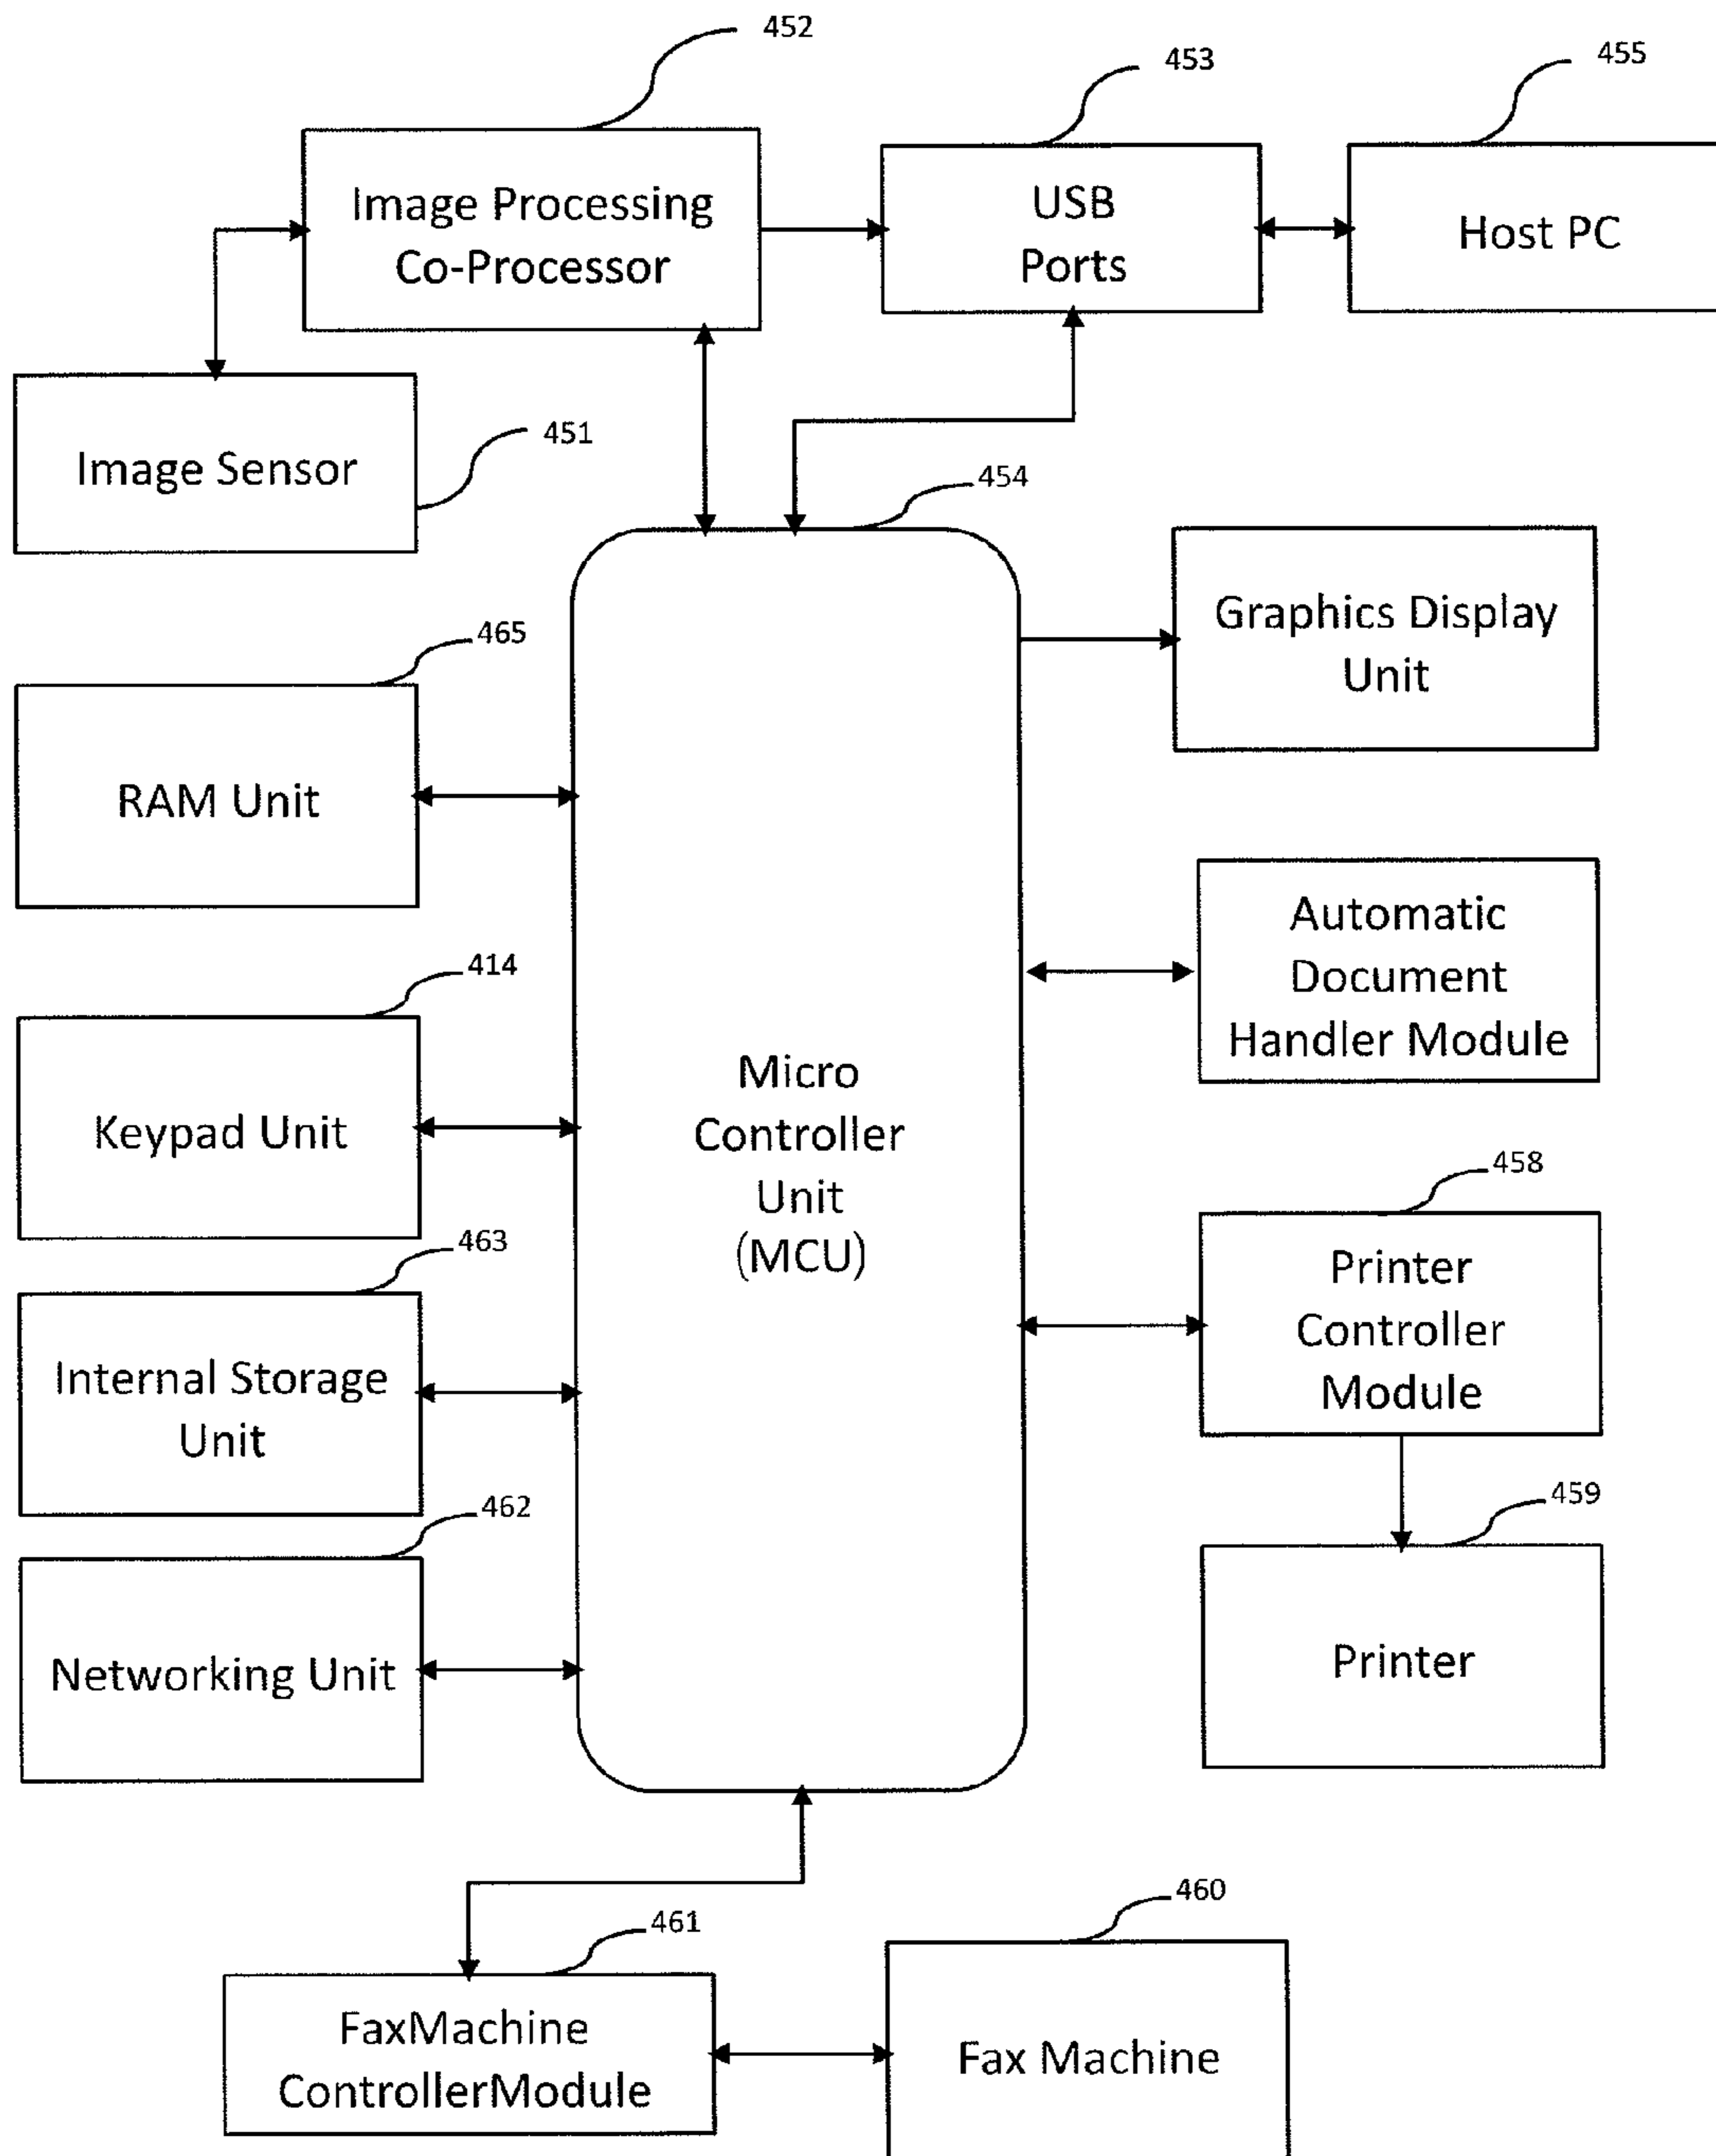 452
453
455
Image Processing
Co-Processor
USB
Ports
Host PC
Image Sensor
451
454
Graphics Display
Unit
465
RAM Unit
Automatic
Document
Handler Module
414
Keypad Unit
Micro
Controller
Unit
(MCU)
458
Printer
Controller
Module
463
Internal Storage
Unit
459
Printer
462
Networking Unit
461
FaxMachine
ControllerModule
460
Fax Machine